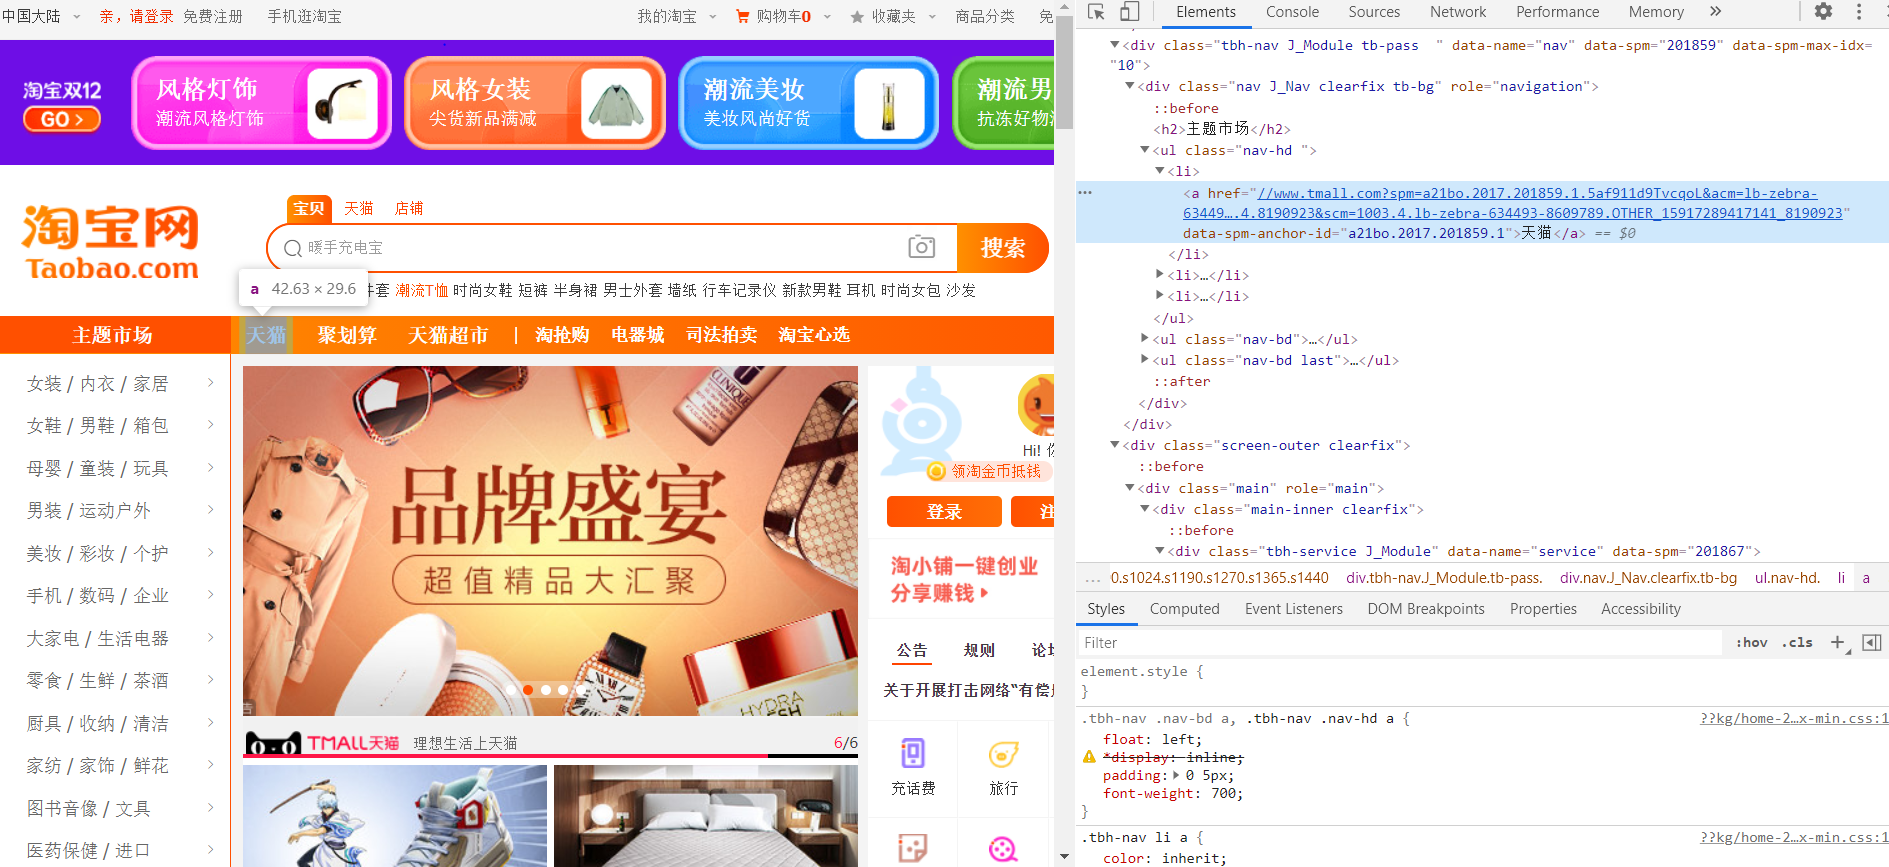 中国大陆 亲，请登录 免费注册 手机逛淘宝 我的淘宝 购物车0 收藏夹 商品分类 免
淘宝双12
GO >
风格灯饰
潮流风格灯饰
风格女装
尖货新品满减
潮流美妆
美妆风尚好货
潮流男
抗冻好物
淘宝网
Taobao.com
宝贝 天猫 店铺
暖手充电宝
搜索
a 42.63 × 29.6
件套 潮流T恤 时尚女鞋 短裤 半身裙 男士外套 墙纸 行车记录仪 新款男鞋 耳机 时尚女包 沙发
主题市场 天猫 聚划算 天猫超市 | 淘抢购 电器城 司法拍卖 淘宝心选
女装 / 内衣 / 家居
女鞋 / 男鞋 / 箱包
母婴 / 童装 / 玩具
男装 / 运动户外
美妆 / 彩妆 / 个护
手机 / 数码 / 企业
大家电 / 生活电器
零食 / 生鲜 / 茶酒
厨具 / 收纳 / 清洁
家纺 / 家饰 / 鲜花
图书音像 / 文具
医药保健 / 进口
CLINIQUE
品牌盛宴
超值精品大汇聚
HYDRA
告
TMALL天猫 理想生活上天猫 6/6
Hi! 你
领淘金币抵钱
登录 注
淘小铺一键创业
分享赚钱
公告 规则 论坛
关于开展打击网络“有偿
充话费 旅行
Elements Console Sources Network Performance Memory »
▼<div class="tbh-nav J_Module tb-pass  " data-name="nav" data-spm="201859" data-spm-max-idx=
"10">
▼<div class="nav J_Nav clearfix tb-bg" role="navigation">
::before
<h2>主题市场</h2>
▼<ul class="nav-hd ">
▼<li>
<a href="//www.tmall.com?spm=a21bo.2017.201859.1.5af911d9TvcqoL&acm=lb-zebra-
63449….4.8190923&scm=1003.4.lb-zebra-634493-8609789.OTHER_15917289417141_8190923"
data-spm-anchor-id="a21bo.2017.201859.1">天猫</a> == $0
</li>
▶<li>…</li>
▶<li>…</li>
</ul>
▶<ul class="nav-bd">…</ul>
▶<ul class="nav-bd last">…</ul>
::after
</div>
</div>
▼<div class="screen-outer clearfix">
::before
▼<div class="main" role="main">
▼<div class="main-inner clearfix">
::before
▼<div class="tbh-service J_Module" data-name="service" data-spm="201867">
... 0.s1024.s1190.s1270.s1365.s1440 div.tbh-nav.J_Module.tb-pass. div.nav.J_Nav.clearfix.tb-bg ul.nav-hd. li a
Styles Computed Event Listeners DOM Breakpoints Properties Accessibility
Filter :hov .cls +
element.style {
}
.tbh-nav .nav-bd a, .tbh-nav .nav-hd a { ??kg/home-2…x-min.css:1
float: left;
*display: inline;
padding:▶ 0 5px;
font-weight: 700;
}
.tbh-nav li a { ??kg/home-2…x-min.css:1
color: inherit;